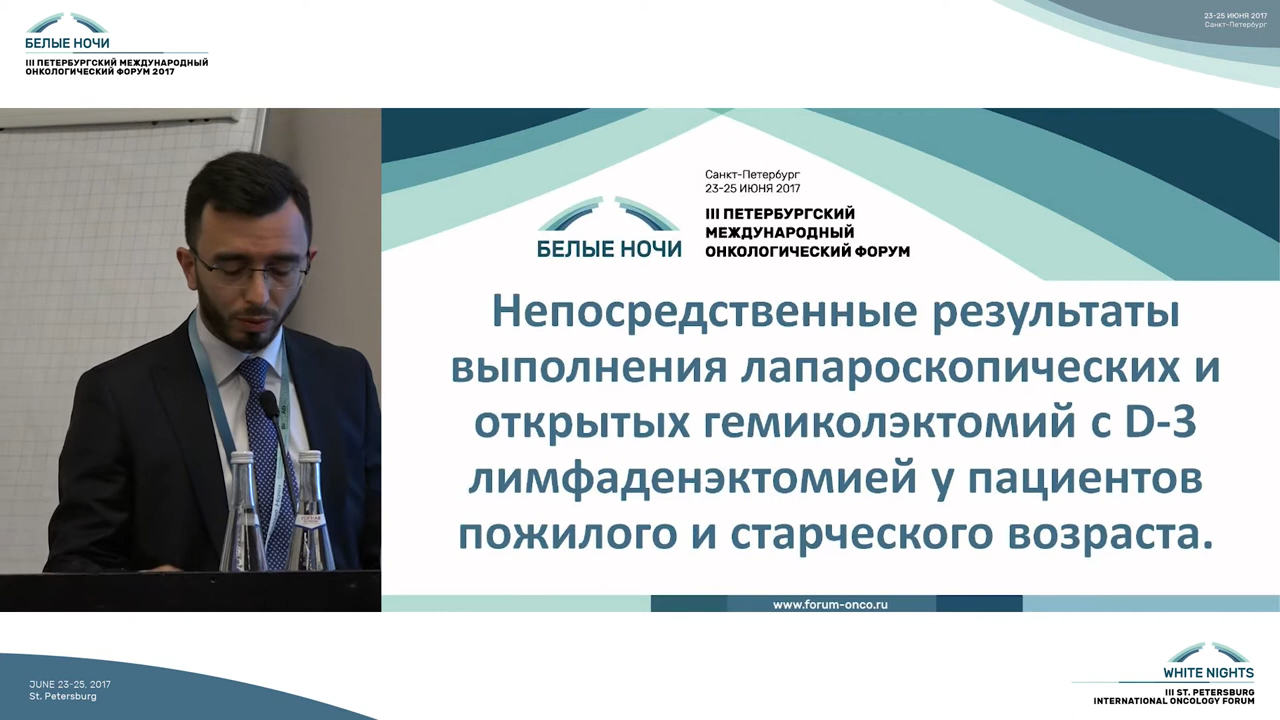 БЕЛЫЕ НОЧИ
III ПЕТЕРБУРГСКИЙ МЕЖДУНАРОДНЫЙ
ОНКОЛОГИЧЕСКИЙ ФОРУМ 2017
23-25 ИЮНЯ 2017
Санкт-Петербург
Санкт-Петербург
23-25 ИЮНЯ 2017
III ПЕТЕРБУРГСКИЙ
МЕЖДУНАРОДНЫЙ
ОНКОЛОГИЧЕСКИЙ ФОРУМ
БЕЛЫЕ НОЧИ
Непосредственные результаты
выполнения лапароскопических и
открытых гемиколэктомий с D-3
лимфаденэктомией у пациентов
пожилого и старческого возраста.
www.forum-onco.ru
JUNE 23-25, 2017
St. Petersburg
WHITE NIGHTS
III ST. PETERSBURG
INTERNATIONAL ONCOLOGY FORUM